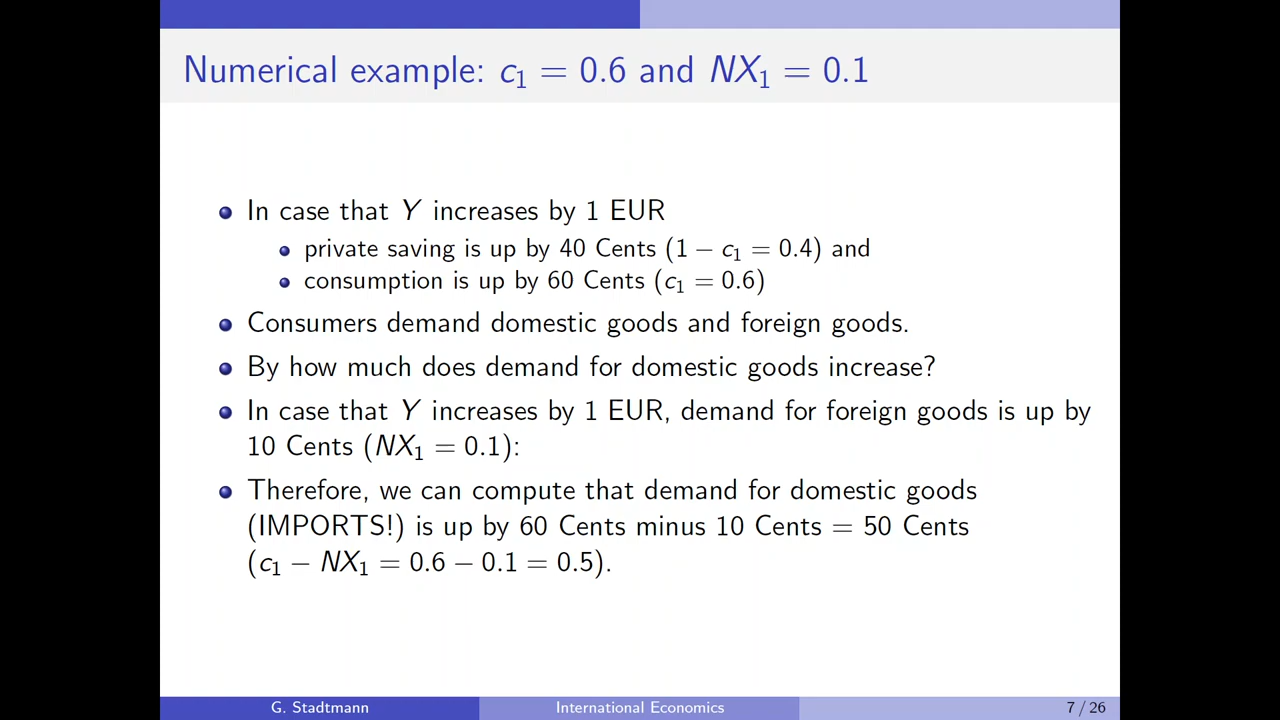 Numerical example: c₁ = 0.6 and NX₁ = 0.1
In case that Y increases by 1 EUR
private saving is up by 40 Cents (1 − c₁ = 0.4) and
consumption is up by 60 Cents (c₁ = 0.6)
Consumers demand domestic goods and foreign goods.
By how much does demand for domestic goods increase?
In case that Y increases by 1 EUR, demand for foreign goods is up by
10 Cents (NX₁ = 0.1):
Therefore, we can compute that demand for domestic goods
(IMPORTS!) is up by 60 Cents minus 10 Cents = 50 Cents
(c₁ − NX₁ = 0.6 − 0.1 = 0.5).
G. Stadtmann International Economics 7 / 26